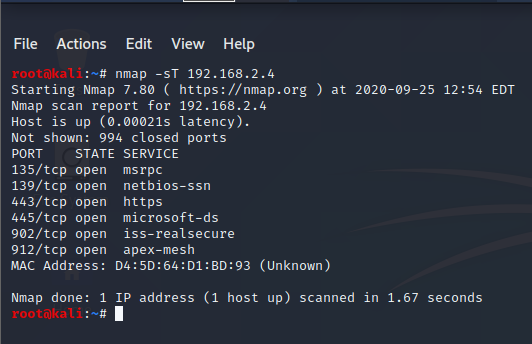 File Actions Edit View Help
root@kali:~# nmap -sT 192.168.2.4
Starting Nmap 7.80 ( https://nmap.org ) at 2020-09-25 12:54 EDT
Nmap scan report for 192.168.2.4
Host is up (0.00021s latency).
Not shown: 994 closed ports
PORT    STATE SERVICE
135/tcp open  msrpc
139/tcp open  netbios-ssn
443/tcp open  https
445/tcp open  microsoft-ds
902/tcp open  iss-realsecure
912/tcp open  apex-mesh
MAC Address: D4:5D:64:D1:BD:93 (Unknown)
Nmap done: 1 IP address (1 host up) scanned in 1.67 seconds
root@kali:~#